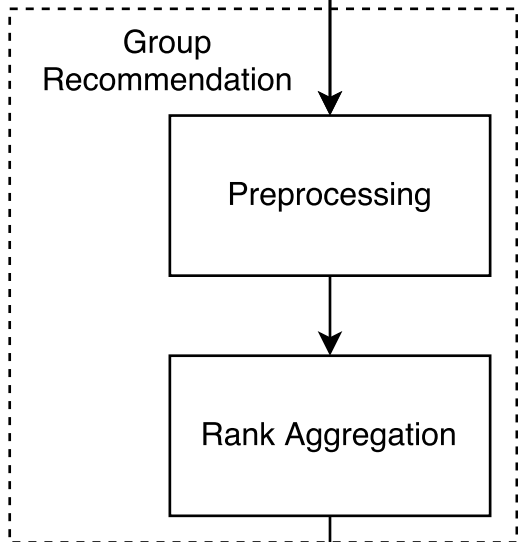 Group
Recommendation
Preprocessing
Rank Aggregation